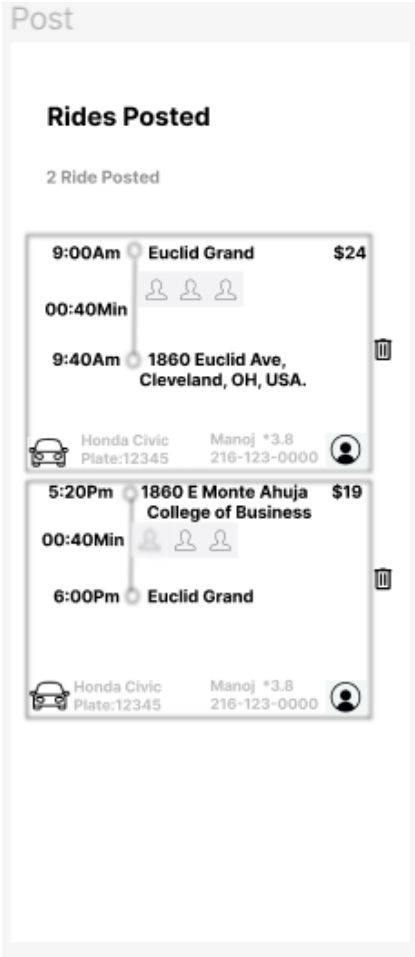 Post
Rides Posted
2 Ride Posted
9:00Am Euclid Grand $24
00:40Min
9:40Am 1860 Euclid Ave,
Cleveland, OH, USA.
Honda Civic Manoj *3.8
Plate:12345 216-123-0000
5:20Pm 1860 E Monte Ahuja $19
College of Business
00:40Min
6:00Pm Euclid Grand
Honda Civic Manoj *3.8
Plate:12345 216-123-0000